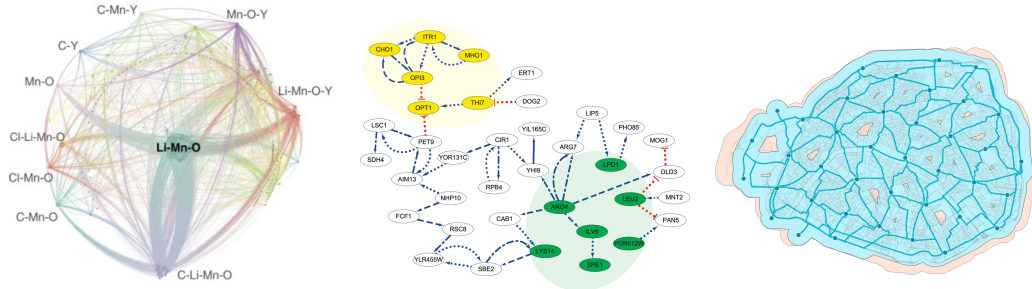 C-Mn-Y
Mn-O-Y
C-Y
Mn-O
Li-Mn-O-Y
Cl-Li-Mn-O
Li-Mn-O
Cl-Mn-O
C-Mn-O
C-Li-Mn-O
ITR1
CHO1
MHO1
OPI3
ERT1
OPT1
THI7
DOG2
LSC1
PET9
SDH4
AIM13
YOR131C
CIR1
RPB4
YIL165C
YHI9
ARG7
LIP5
PHO85
LPD1
MOG1
DLD3
NHP10
FCF1
RSC8
YLR455W
SBE2
CAB1
LYS14
ARO4
ILV6
SPE1
LEU2
MNT2
PAN5
YGR012W